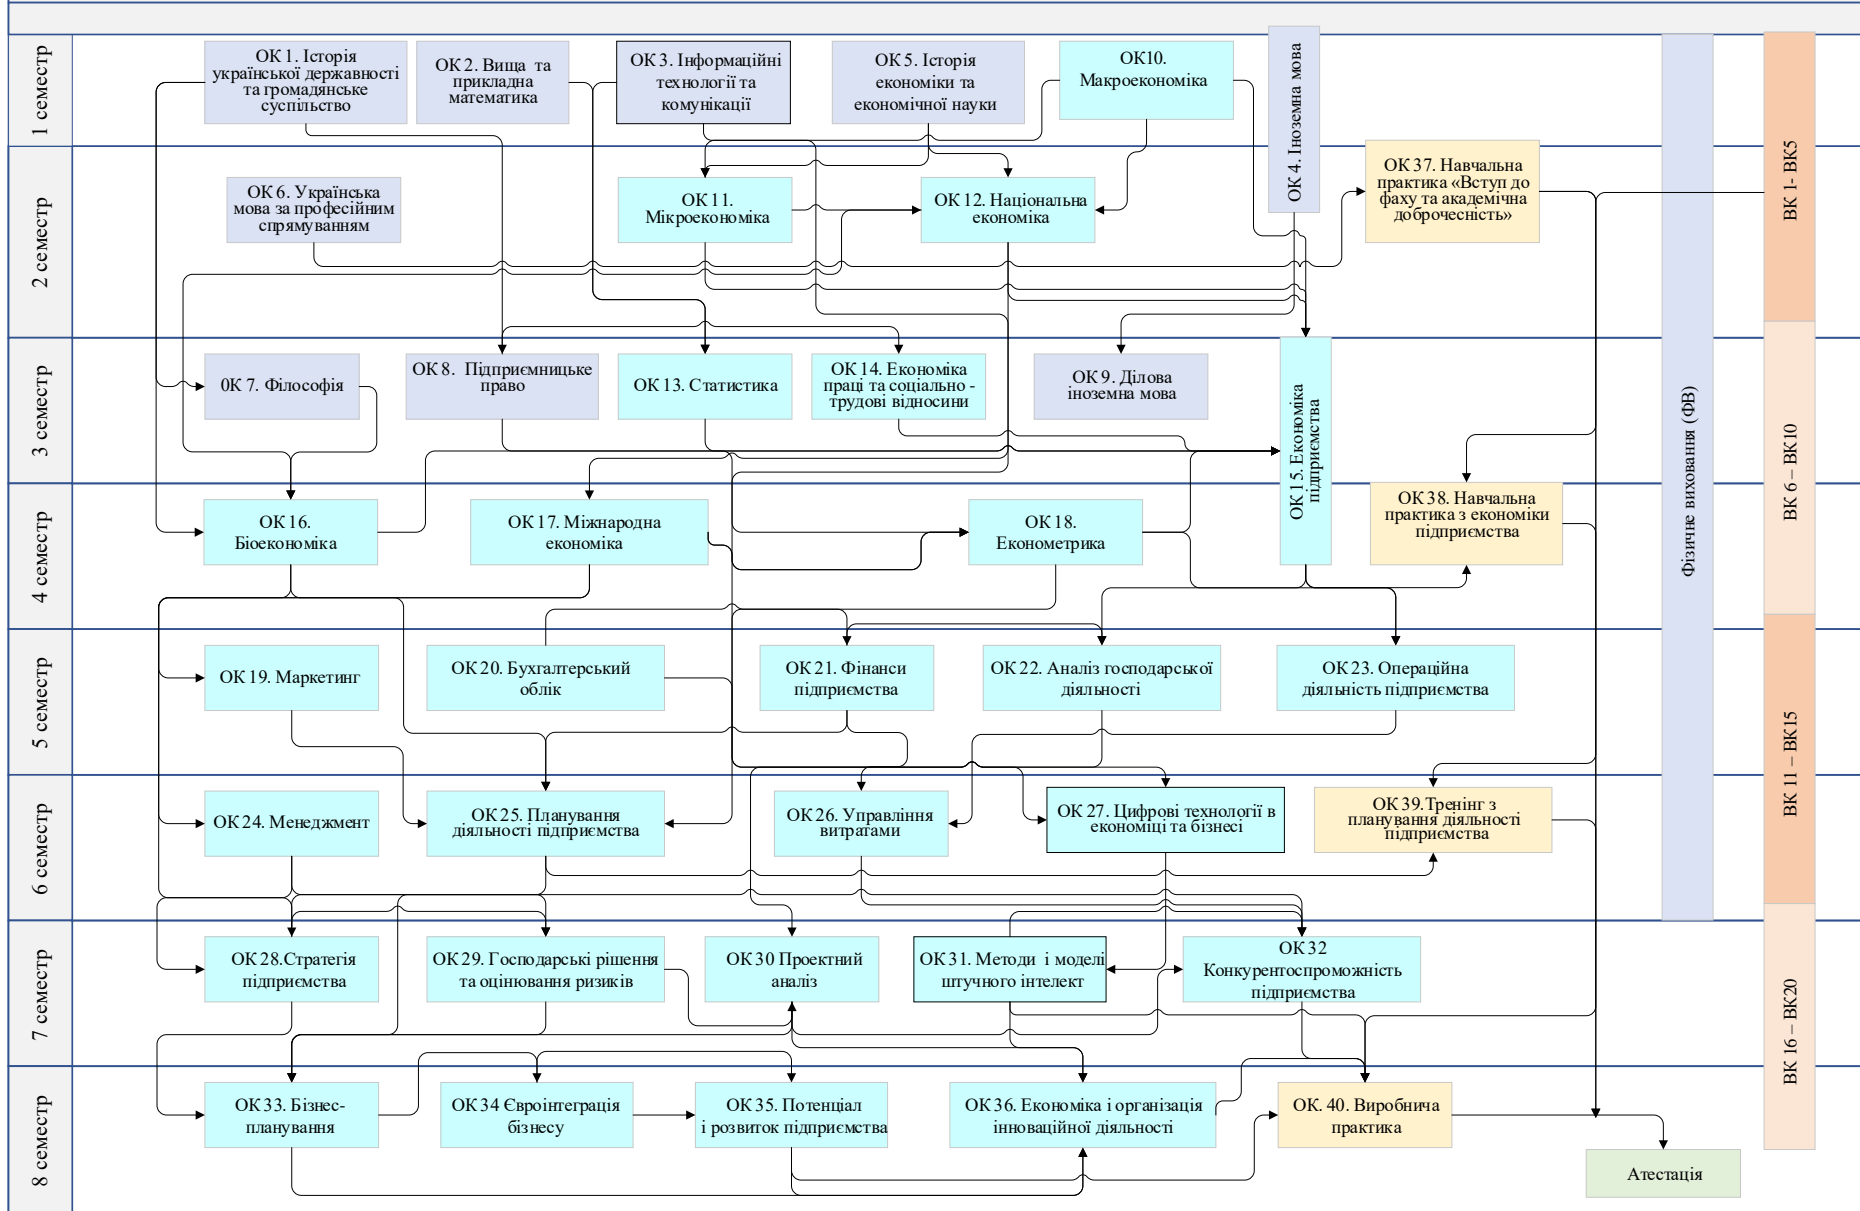 1 семестр
ОК 1. Історія
української державності
та громадянське
суспільство
ОК 2. Вища та
прикладна
математика
ОК 3. Інформаційні
технології та
комунікації
ОК 5. Історія
економіки та
економічної науки
ОК10.
Макроекономіка
ОК 4. Іноземна мова
Фізичне виховання (ФВ)
ВК 1- ВК5
2 семестр
ОК 6. Українська
мова за професійним
спрямуванням
ОК 11.
Мікроекономіка
ОК 12. Національна
економіка
ОК 37. Навчальна
практика «Вступ до
фаху та академічна
доброчесність»
3 семестр
0К 7. Філософія
ОК 8. Підприємницьке
право
ОК 13. Статистика
ОК 14. Економіка
праці та соціально -
трудові відносини
ОК 9. Ділова
іноземна мова
ОК 15. Економіка
підприємства
ВК 6 – ВК10
4 семестр
ОК 16.
Біоекономіка
ОК 17. Міжнародна
економіка
ОК 18.
Економетрика
ОК 38. Навчальна
практика з економіки
підприємства
5 семестр
ОК 19. Маркетинг
ОК 20. Бухгалтерський
облік
ОК 21. Фінанси
підприємства
ОК 22. Аналіз господарської
діяльності
ОК 23. Операційна
діяльність підприємства
ВК 11 – ВК15
6 семестр
ОК 24. Менеджмент
ОК 25. Планування
діяльності підприємства
ОК 26. Управління
витратами
ОК 27. Цифрові технології в
економіці та бізнесі
ОК 39.Тренінг з
планування діяльності
підприємства
7 семестр
ОК 28.Стратегія
підприємства
ОК 29. Господарські рішення
та оцінювання ризиків
ОК 30 Проектний
аналіз
ОК 31. Методи і моделі
штучного інтелект
ОК 32
Конкурентоспроможність
підприємства
ВК 16 – ВК20
8 семестр
ОК 33. Бізнес-
планування
ОК 34 Євроінтеграція
бізнесу
ОК 35. Потенціал
і розвиток підприємства
ОК 36. Економіка і організація
інноваційної діяльності
ОК. 40. Виробнича
практика
Атестація